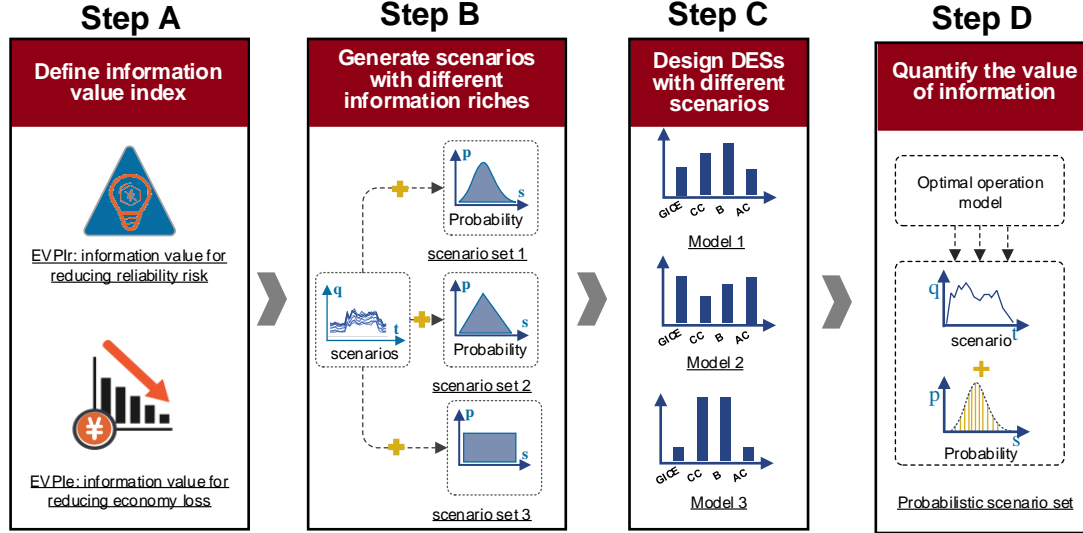 Step A
Define information
value index
EVPIr: information value for
reducing reliability risk
¥
EVPIe: information value for
reducing economy loss
Step B
Generate scenarios
with different
information riches
q
t
scenarios
p
s
Probability
scenario set 1
p
s
Probability
scenario set 2
p
s
scenario set 3
Step C
Design DESs
with different
scenarios
GICE CC B AC
Model 1
GICE CC B AC
Model 2
GICE CC B AC
Model 3
Step D
Quantify the value
of information
Optimal operation
model
q
t
scenario
p
s
Probability
Probabilistic scenario set